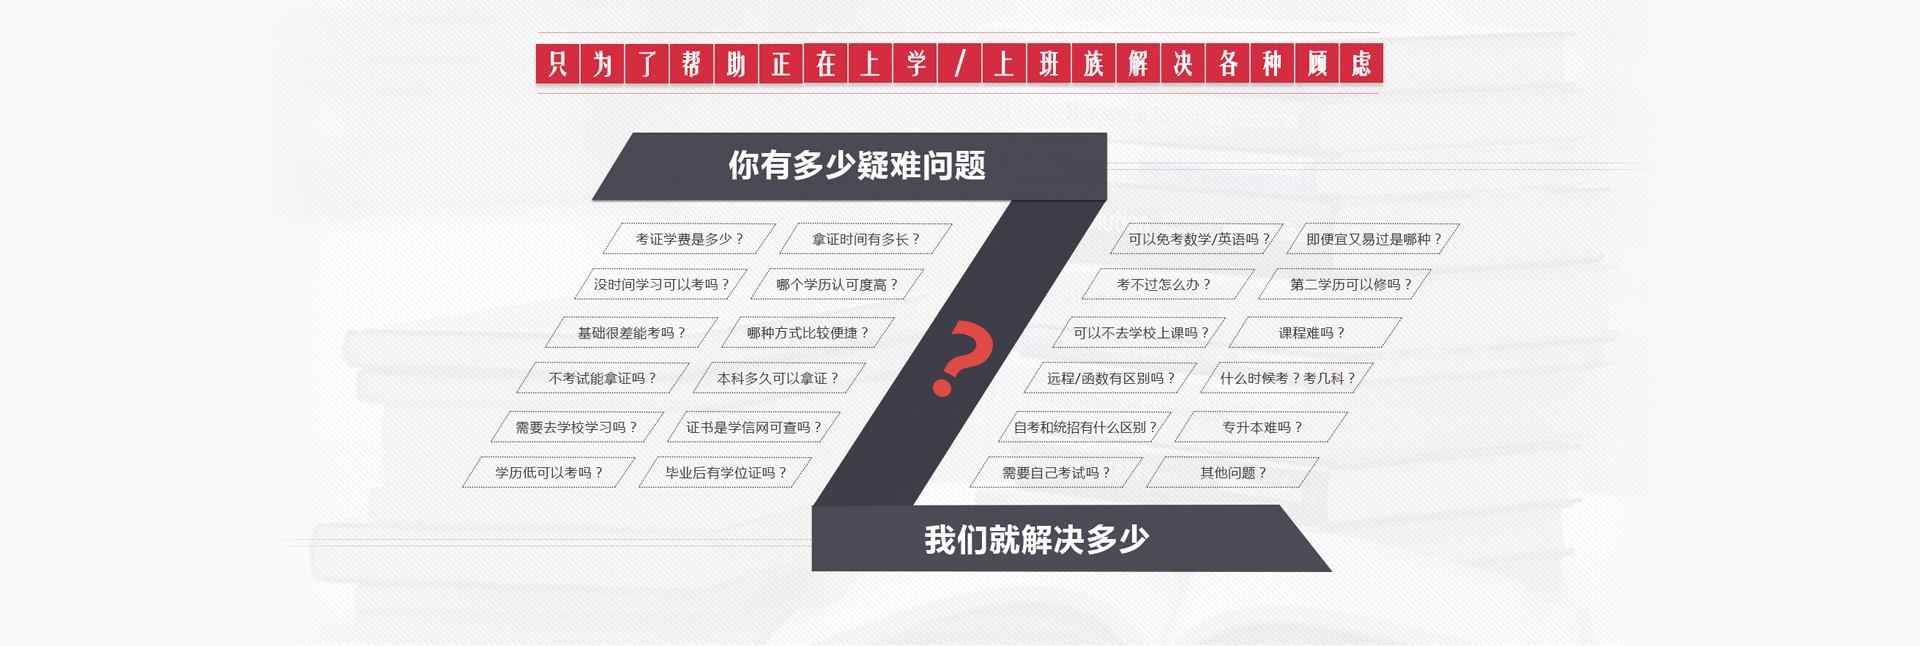 只为了帮助正在上学/上班族解决各种顾虑
你有多少疑难问题
考证学费是多少？ 拿证时间有多长？ 可以免考数学/英语吗？ 即便宜又易过是哪种？
没时间学习可以考吗？ 哪个学历认可度高？ 考不过怎么办？ 第二学历可以修吗？
基础很差能考吗？ 哪种方式比较便捷？ 可以不去学校上课吗？ 课程难吗？
不考试能拿证吗？ 本科多久可以拿证？ 远程/函数有区别吗？ 什么时候考？考几科？
需要去学校学习吗？ 证书是学信网可查吗？ 自考和统招有什么区别？ 专升本难吗？
学历低可以考吗？ 毕业后有学位证吗？ 需要自己考试吗？ 其他问题？
?
我们就解决多少